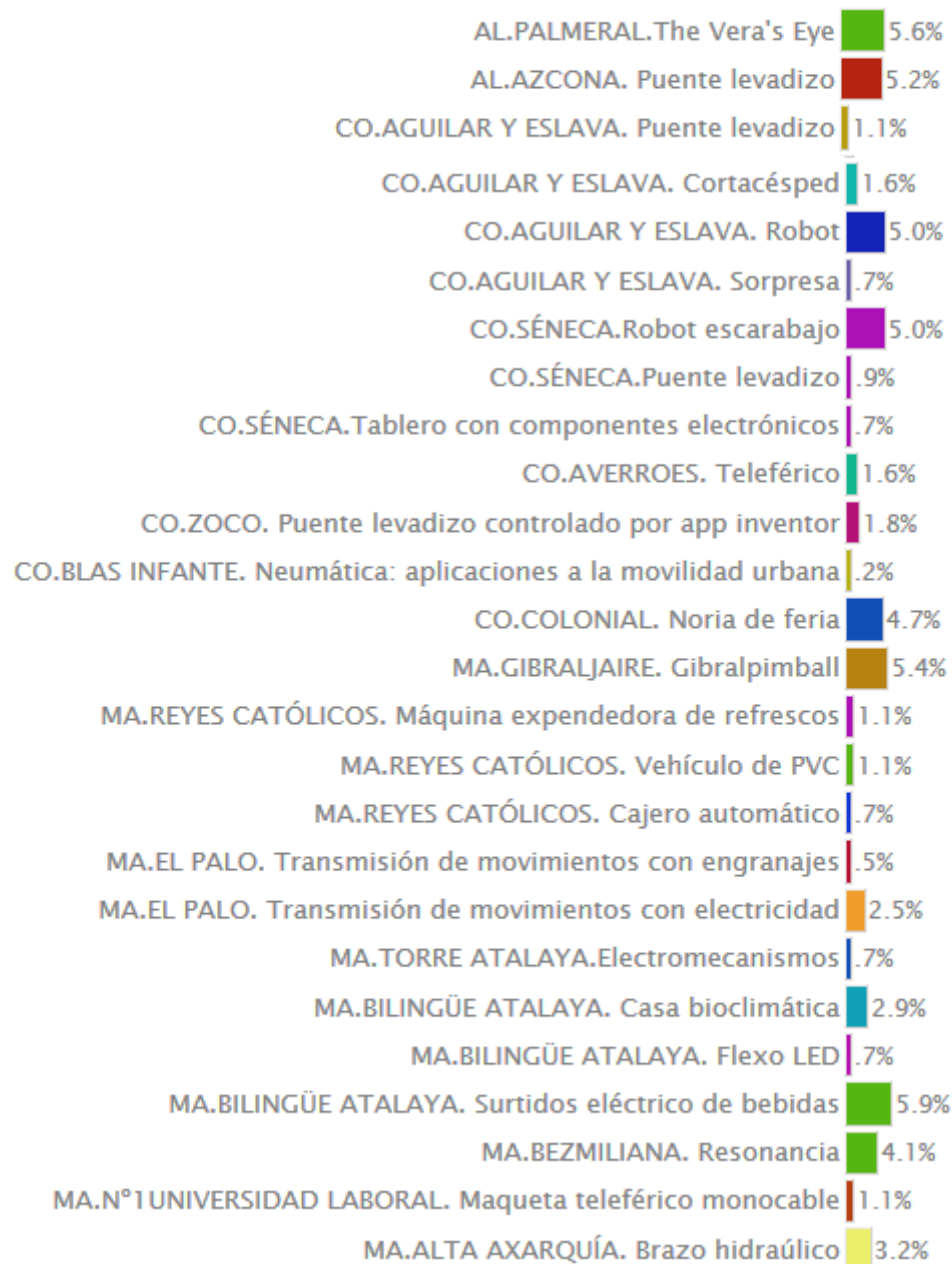 AL.PALMERAL.The Vera's Eye 5.6%
AL.AZCONA. Puente levadizo 5.2%
CO.AGUILAR Y ESLAVA. Puente levadizo 1.1%
CO.AGUILAR Y ESLAVA. Cortacésped 1.6%
CO.AGUILAR Y ESLAVA. Robot 5.0%
CO.AGUILAR Y ESLAVA. Sorpresa .7%
CO.SÉNECA.Robot escarabajo 5.0%
CO.SÉNECA.Puente levadizo .9%
CO.SÉNECA.Tablero con componentes electrónicos .7%
CO.AVERROES. Teleférico 1.6%
CO.ZOCO. Puente levadizo controlado por app inventor 1.8%
CO.BLAS INFANTE. Neumática: aplicaciones a la movilidad urbana .2%
CO.COLONIAL. Noria de feria 4.7%
MA.GIBRALJAIRE. Gibralpimball 5.4%
MA.REYES CATÓLICOS. Máquina expendedora de refrescos 1.1%
MA.REYES CATÓLICOS. Vehículo de PVC 1.1%
MA.REYES CATÓLICOS. Cajero automático .7%
MA.EL PALO. Transmisión de movimientos con engranajes .5%
MA.EL PALO. Transmisión de movimientos con electricidad 2.5%
MA.TORRE ATALAYA.Electromecanismos .7%
MA.BILINGÜE ATALAYA. Casa bioclimática 2.9%
MA.BILINGÜE ATALAYA. Flexo LED .7%
MA.BILINGÜE ATALAYA. Surtidos eléctrico de bebidas 5.9%
MA.BEZMILIANA. Resonancia 4.1%
MA.Nº1UNIVERSIDAD LABORAL. Maqueta teleférico monocable 1.1%
MA.ALTA AXARQUÍA. Brazo hidraúlico 3.2%